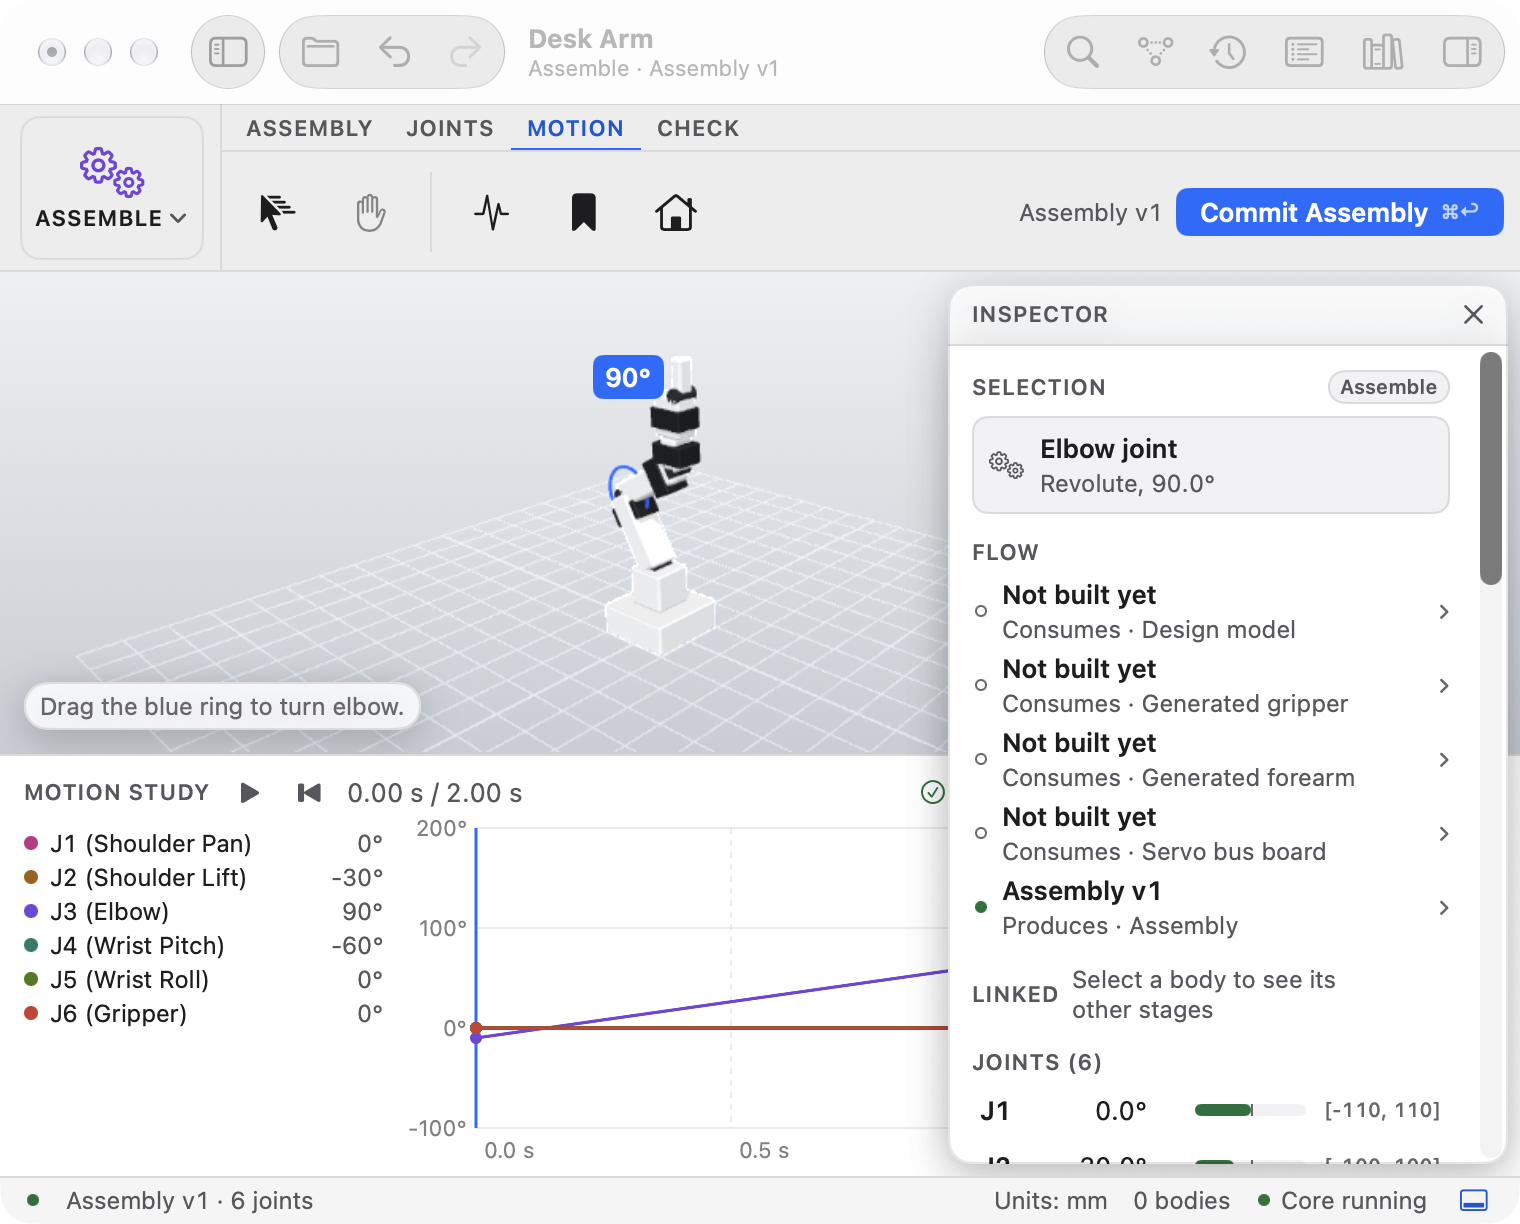 Desk Arm
Assemble · Assembly v1
ASSEMBLY JOINTS MOTION CHECK
ASSEMBLE
Assembly v1
Commit Assembly ⌘↩
90°
Drag the blue ring to turn elbow.
INSPECTOR
SELECTION
Assemble
Elbow joint
Revolute, 90.0°
FLOW
Not built yet
Consumes · Design model
Not built yet
Consumes · Generated gripper
Not built yet
Consumes · Generated forearm
Not built yet
Consumes · Servo bus board
Assembly v1
Produces · Assembly
LINKED
Select a body to see its
other stages
JOINTS (6)
J1 0.0° [-110, 110]
MOTION STUDY
0.00 s / 2.00 s
J1 (Shoulder Pan) 0°
J2 (Shoulder Lift) -30°
J3 (Elbow) 90°
J4 (Wrist Pitch) -60°
J5 (Wrist Roll) 0°
J6 (Gripper) 0°
200°
100°
0°
-100°
0.0 s
0.5 s
Assembly v1 · 6 joints
Units: mm
0 bodies
Core running